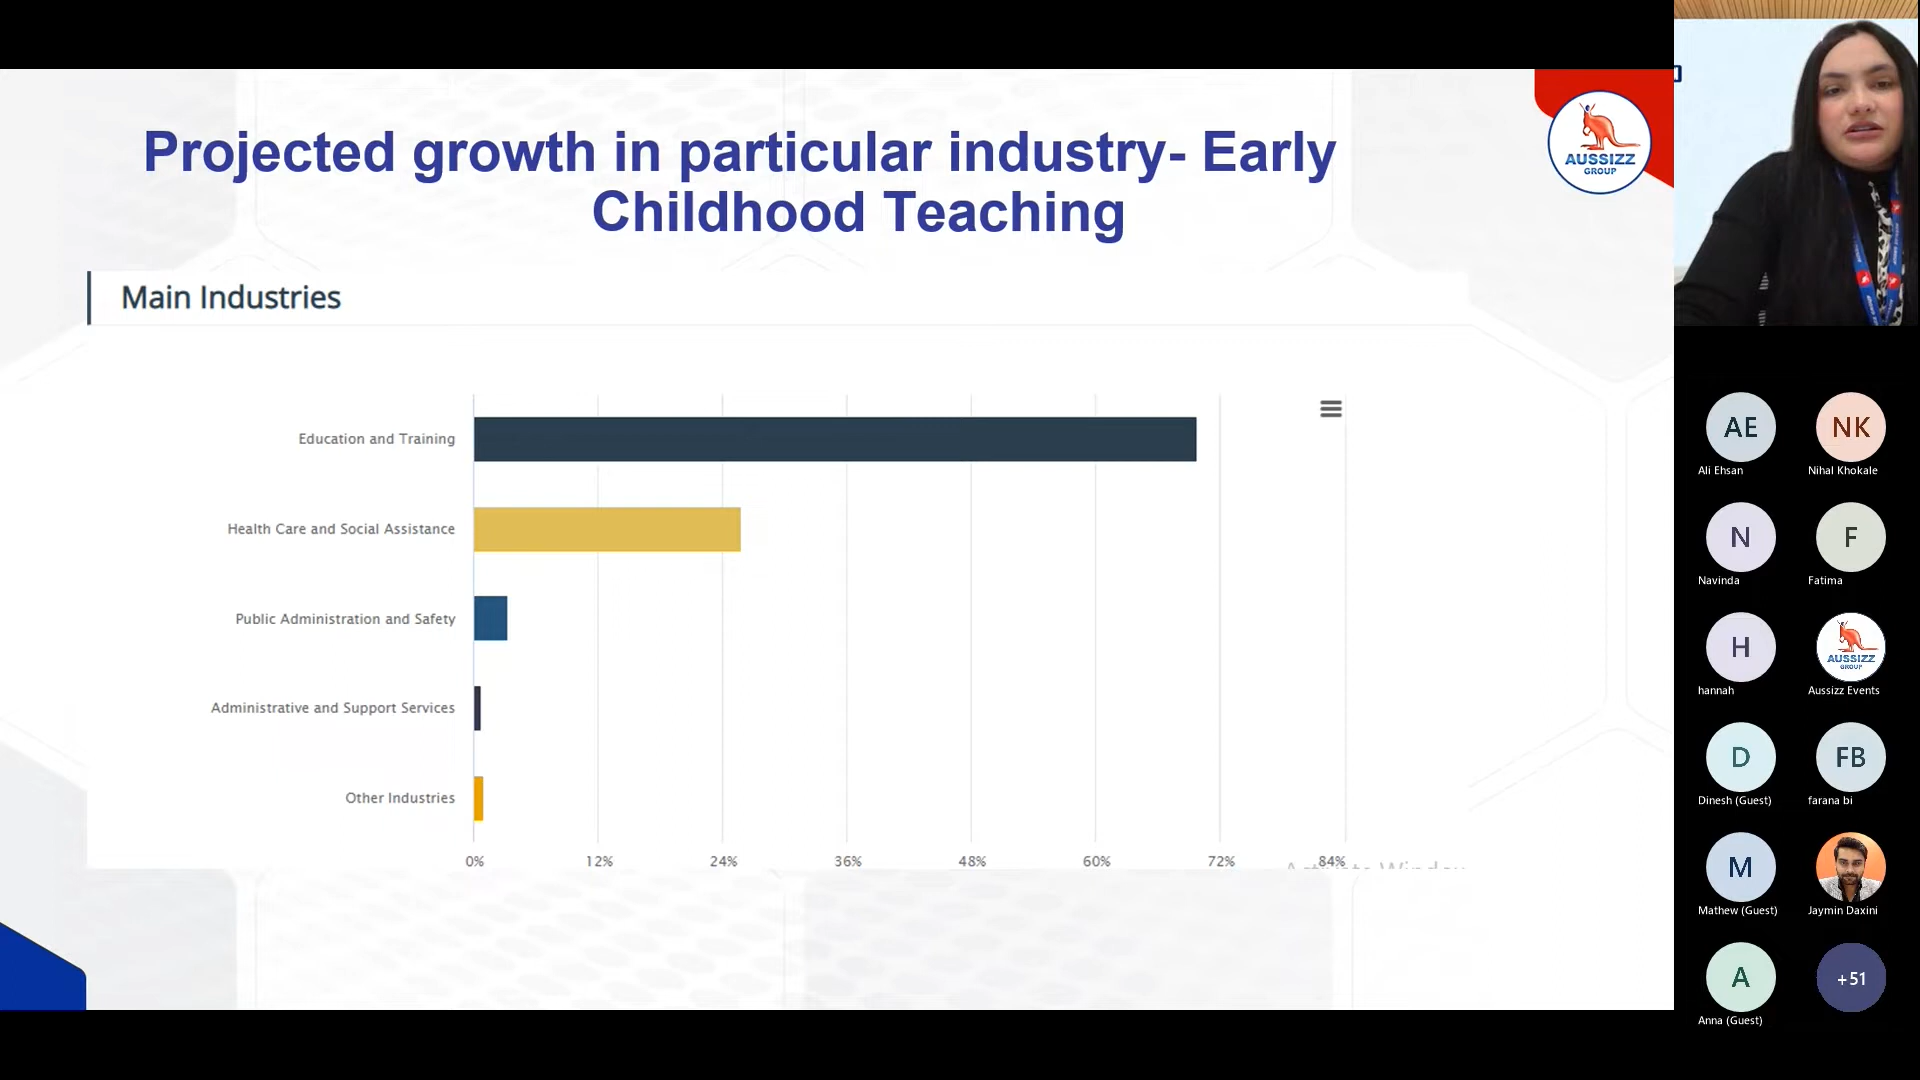 Projected growth in particular industry- Early
Childhood Teaching
AUSSIZZ
GROUP
Main Industries
Education and Training
Health Care and Social Assistance
Public Administration and Safety
Administrative and Support Services
Other Industries
0% 12% 24% 36% 48% 60% 72% 84%
AE NK
Ali Ehsan Nihal Khokale
N F
Navinda Fatima
H AUSSIZZ
GROUP
hannah Aussizz Events
D FB
Dinesh (Guest) farana bi
M
Mathew (Guest) Jaymin Daxini
A +51
Anna (Guest)